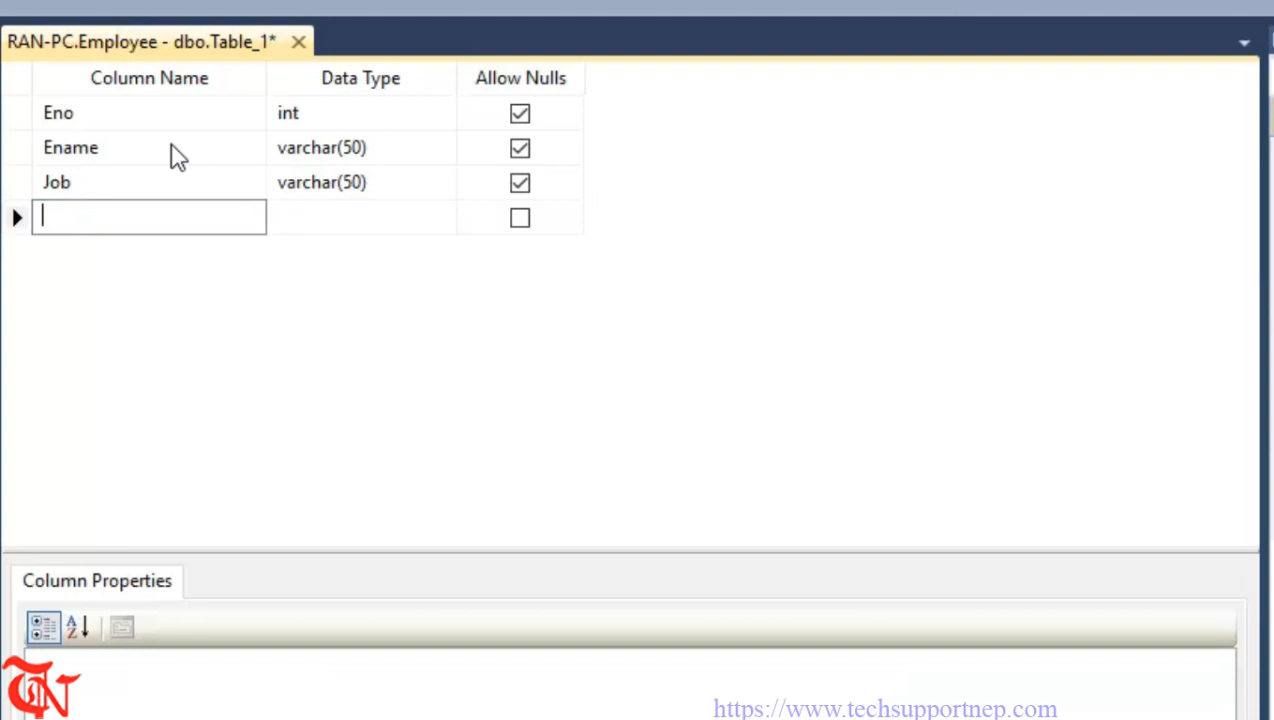 RAN-PC.Employee - dbo.Table_1*
Column Name Data Type Allow Nulls
Eno int
Ename varchar(50)
Job varchar(50)
Column Properties
TN
https://www.techsupportnep.com